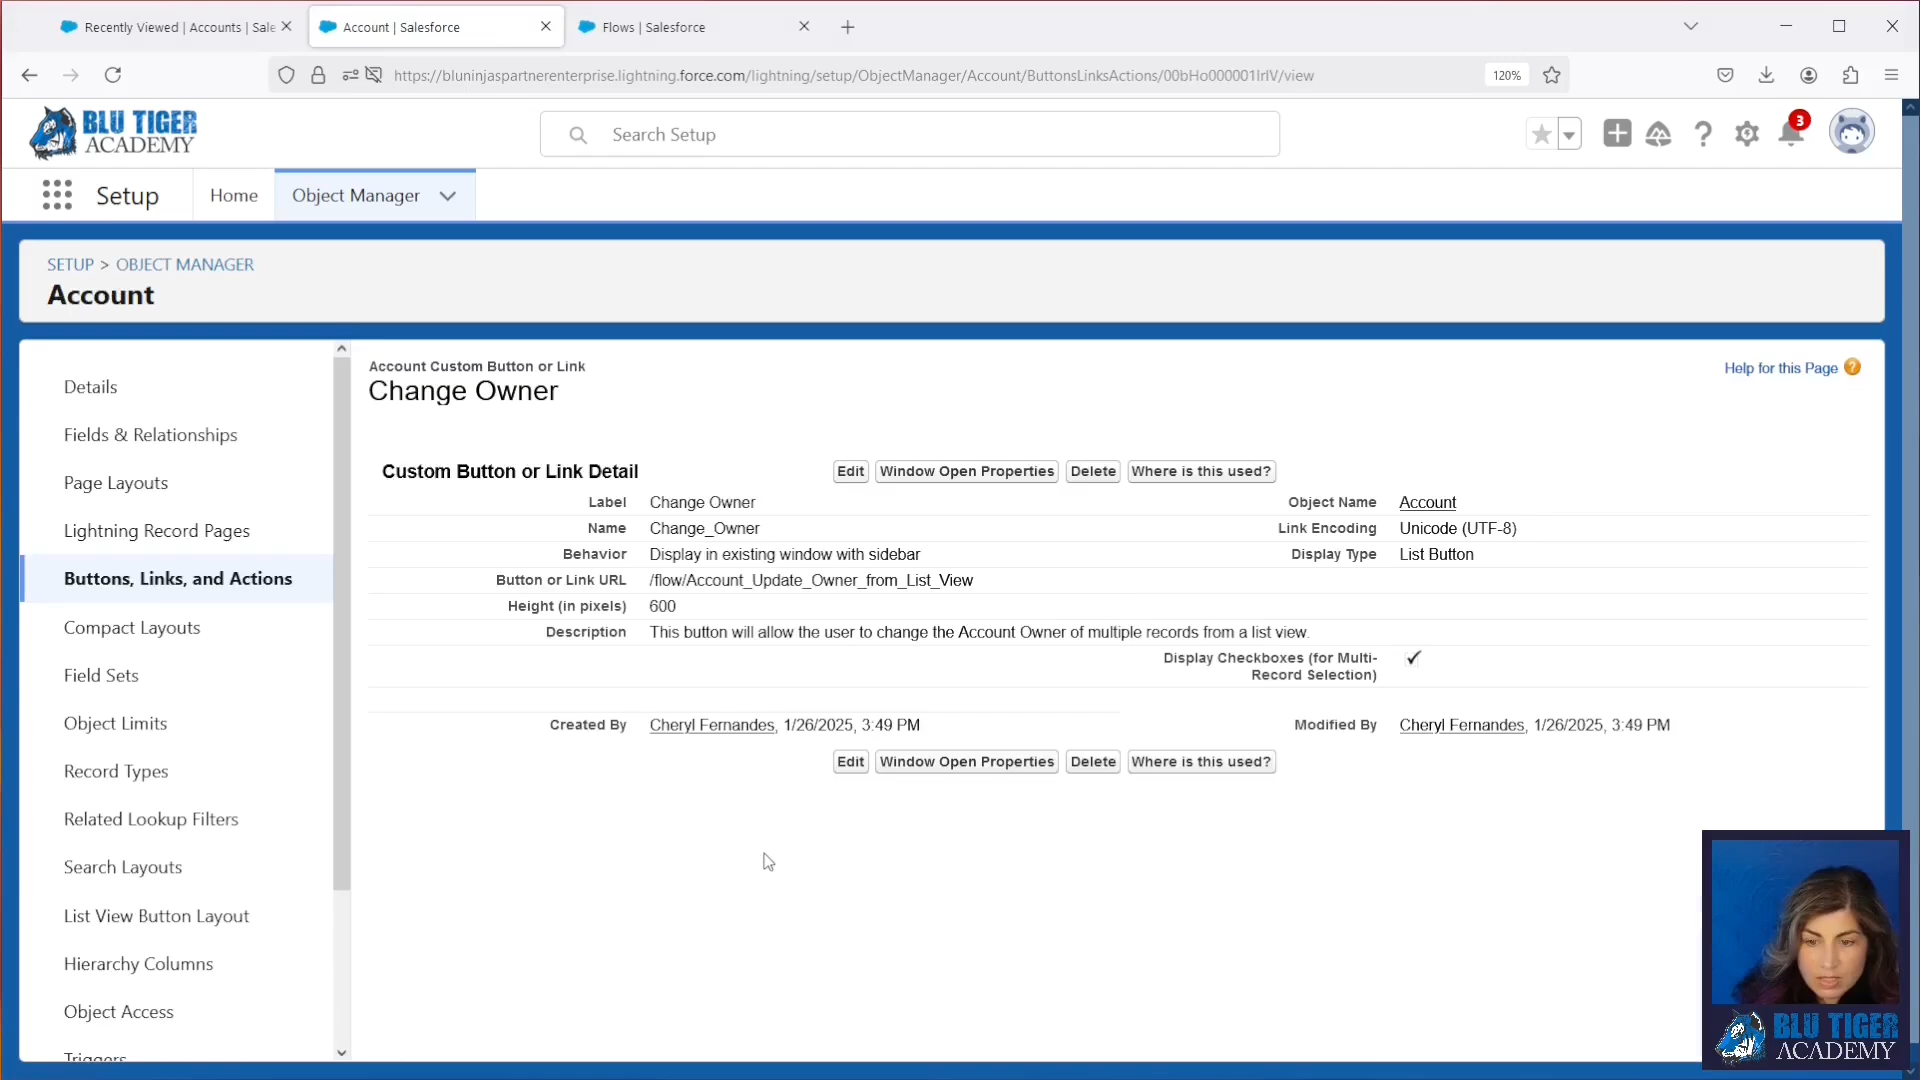 Recently Viewed | Accounts | Sale
Account | Salesforce
Flows | Salesforce
https://bluninjaspartnerenterprise.lightning.force.com/lightning/setup/ObjectManager/Account/ButtonsLinksActions/00bHo000001IrIV/view
120%
BLU TIGER
ACADEMY
Search Setup
3
Setup
Home
Object Manager
SETUP > OBJECT MANAGER
Account
Details
Fields & Relationships
Page Layouts
Lightning Record Pages
Buttons, Links, and Actions
Compact Layouts
Field Sets
Object Limits
Record Types
Related Lookup Filters
Search Layouts
List View Button Layout
Hierarchy Columns
Object Access
Triggers
Account Custom Button or Link
Change Owner
Help for this Page ?
Custom Button or Link Detail
Edit Window Open Properties Delete Where is this used?
Label Change Owner Object Name Account
Name Change_Owner Link Encoding Unicode (UTF-8)
Behavior Display in existing window with sidebar Display Type List Button
Button or Link URL /flow/Account_Update_Owner_from_List_View
Height (in pixels) 600
Description This button will allow the user to change the Account Owner of multiple records from a list view.
Display Checkboxes (for Multi-
Record Selection)
Created By Cheryl Fernandes, 1/26/2025, 3:49 PM Modified By Cheryl Fernandes, 1/26/2025, 3:49 PM
Edit Window Open Properties Delete Where is this used?
BLU TIGER
ACADEMY